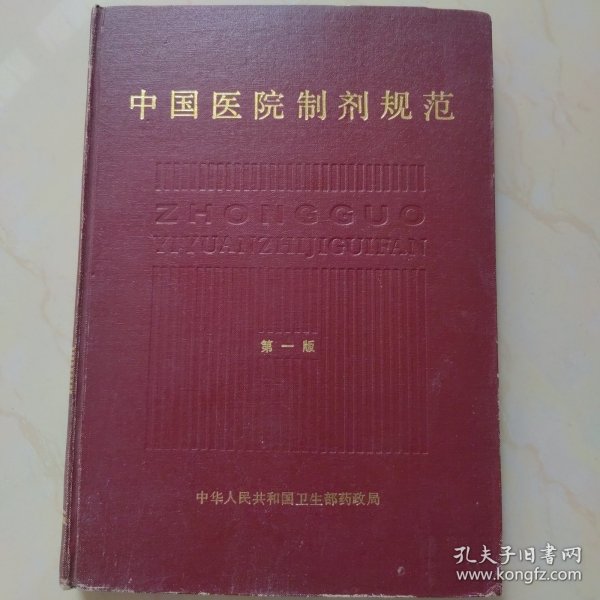 中国医院制剂规范
ZHONGGUO
YIYUANZHIJIGUIFAN
第一版
中华人民共和国卫生部药政局
孔夫子旧书网
www.kongfz.com